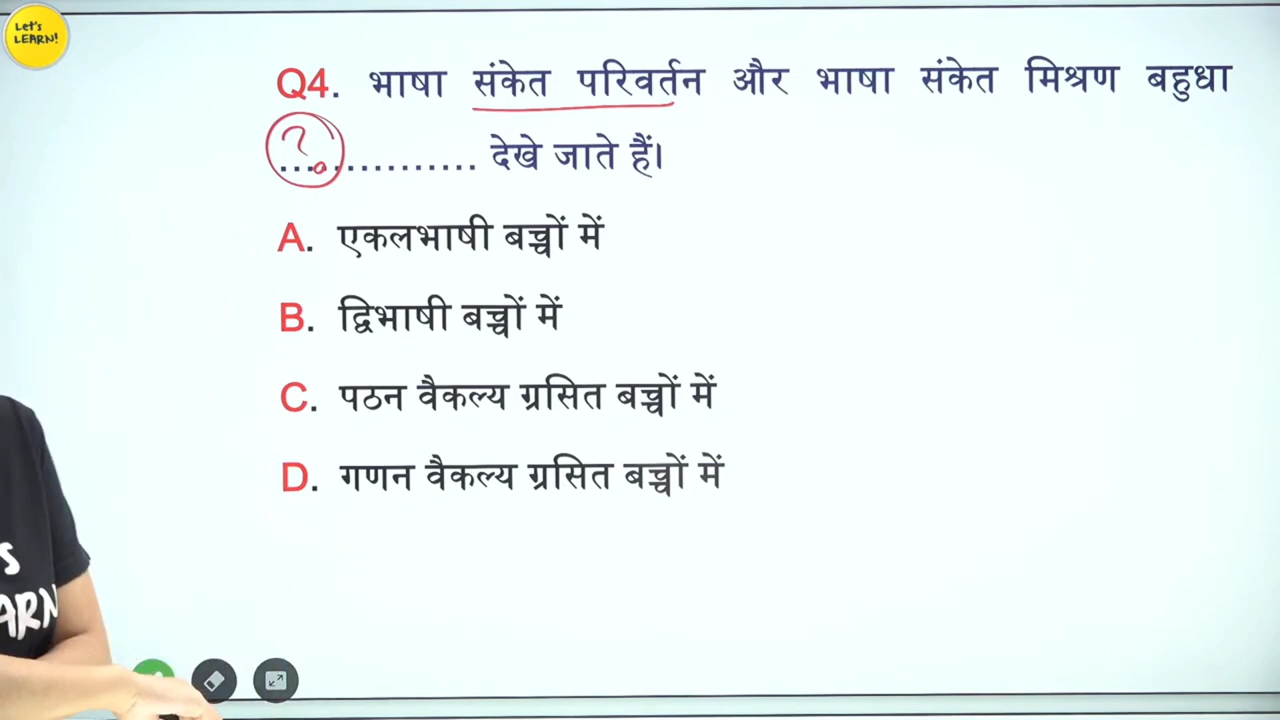 Let's
LEARN!
Q4. भाषा संकेत परिवर्तन और भाषा संकेत मिश्रण बहुधा
?
................ देखे जाते हैं।
A. एकलभाषी बच्चों में
B. द्विभाषी बच्चों में
C. पठन वैकल्य ग्रसित बच्चों में
D. गणन वैकल्य ग्रसित बच्चों में